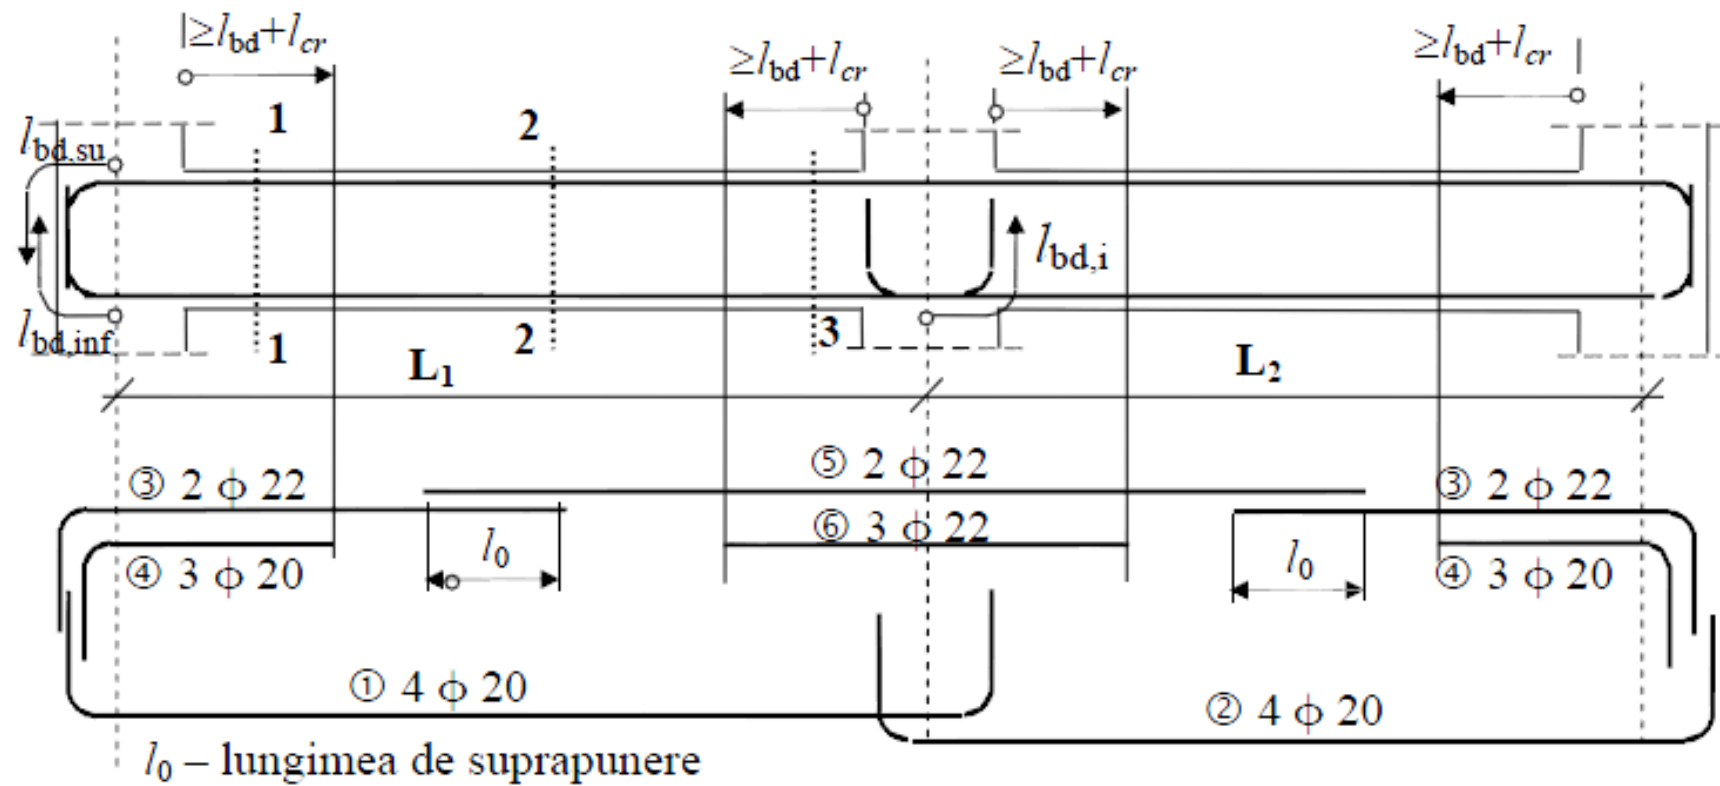 ≥lbd+lcr
≥lbd+lcr
≥lbd+lcr
≥lbd+lcr
1
2
lbd,su
lbd,i
lbd,inf
1
2
3
L1
L2
③ 2 ϕ 22
⑤ 2 ϕ 22
③ 2 ϕ 22
⑥ 3 ϕ 22
l0
l0
④ 3 ϕ 20
④ 3 ϕ 20
① 4 ϕ 20
② 4 ϕ 20
l0 – lungimea de suprapunere